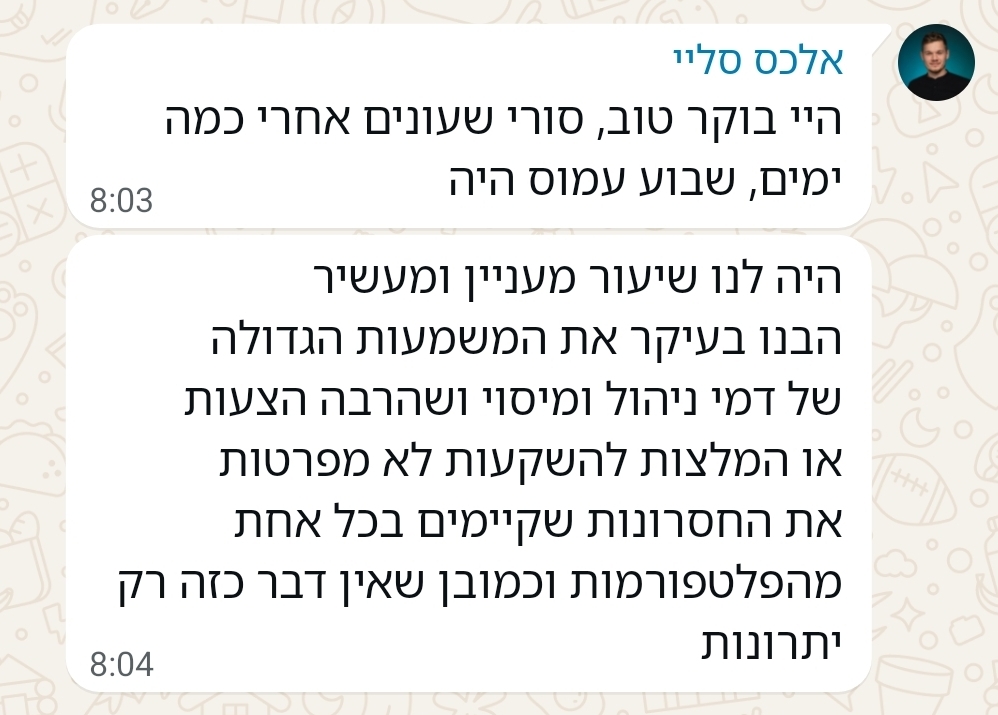 אלכס סליי
היי בוקר טוב, סורי שעונים אחרי כמה
ימים, שבוע עמוס היה
8:03
היה לנו שיעור מעניין ומעשיר
הבנו בעיקר את המשמעות הגדולה
של דמי ניהול ומיסוי ושהרבה הצעות
או המלצות להשקעות לא מפרטות
את החסרונות שקיימים בכל אחת
מהפלטפורמות וכמובן שאין דבר כזה רק
יתרונות
8:04